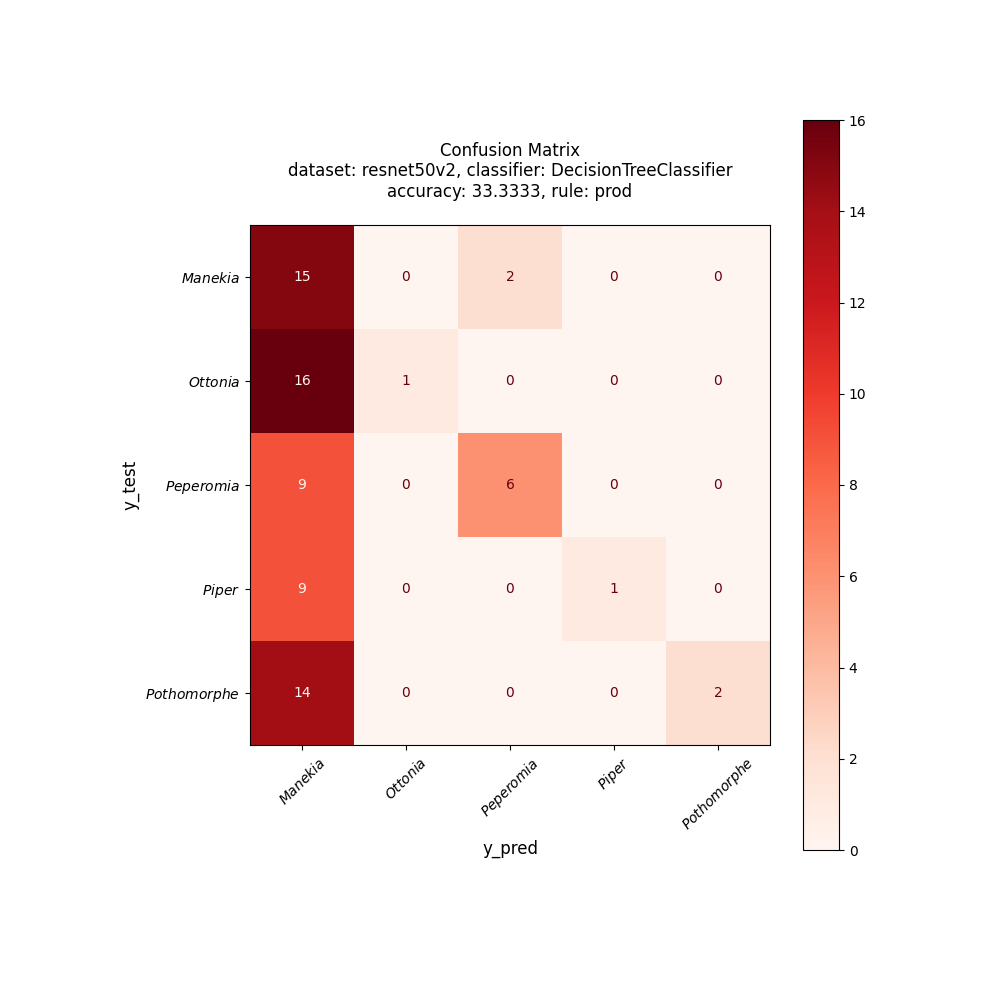 Confusion Matrix
dataset: resnet50v2, classifier: DecisionTreeClassifier
accuracy: 33.3333, rule: prod
16
14
12
10
8
6
4
2
0
y_test
Manekia 15 0 2 0 0
Ottonia 16 1 0 0 0
Peperomia 9 0 6 0 0
Piper 9 0 0 1 0
Pothomorphe 14 0 0 0 2
Manekia Ottonia Peperomia Piper Pothomorphe
y_pred